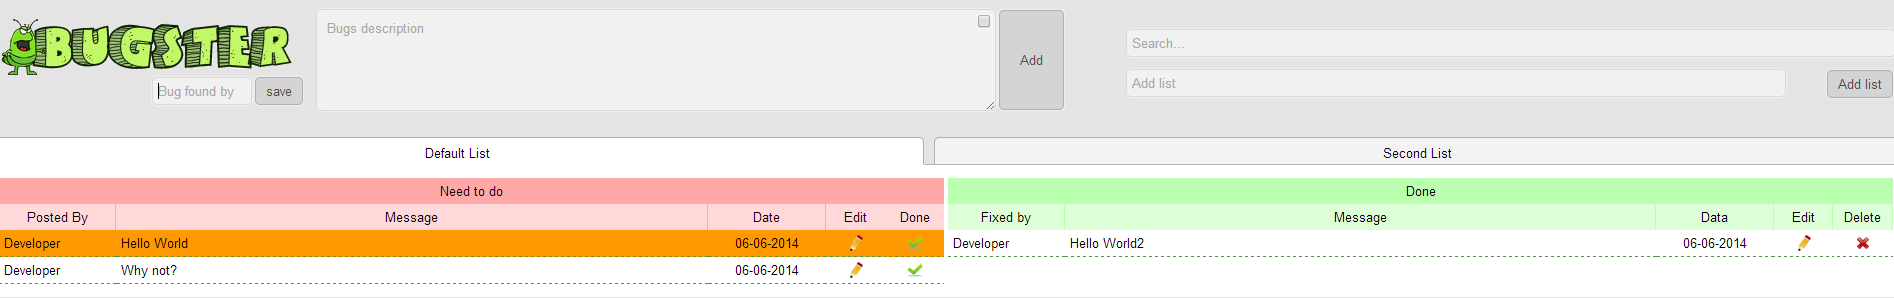 BUGSTER
Bug found by
save
Bugs description
Add
Search...
Add list
Add list
Default List
Second List
Need to do
Posted By Message Date Edit Done
Developer Hello World 06-06-2014
Developer Why not? 06-06-2014
Done
Fixed by Message Data Edit Delete
Developer Hello World2 06-06-2014